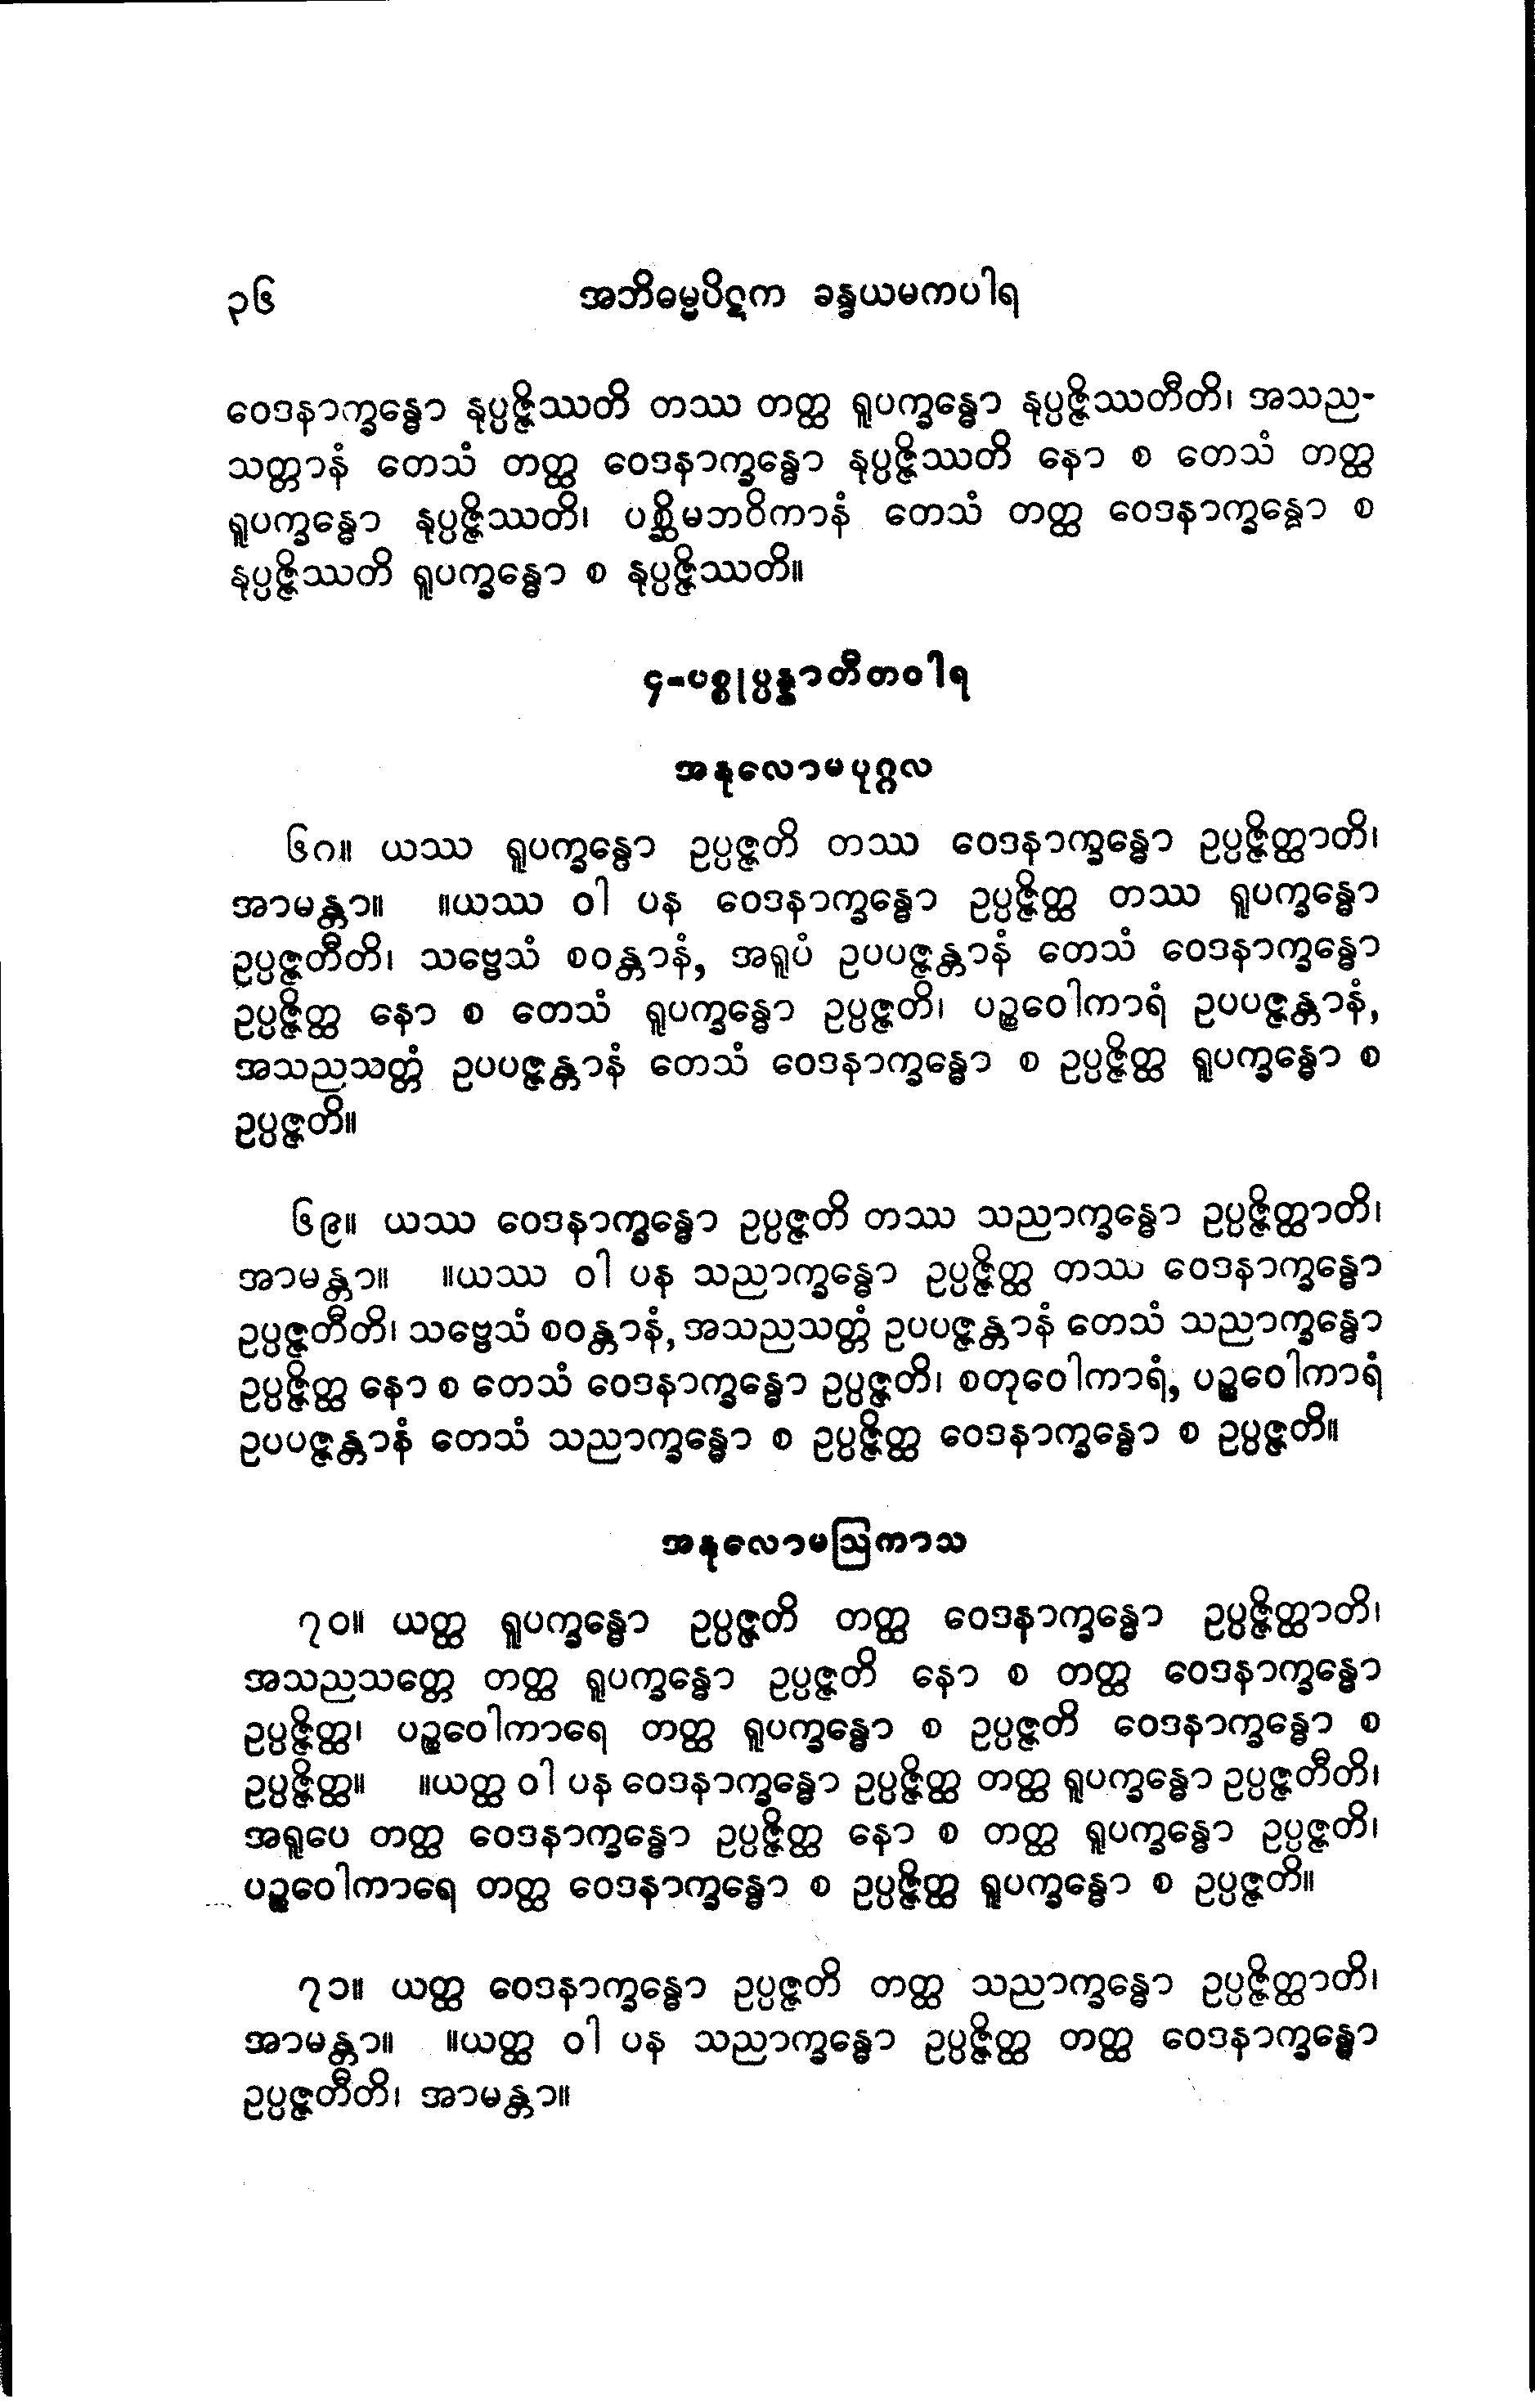 ၃၆ အဘိဓမ္မပိဋက ခန္ဓယမကပါရ
ဝေဒနာက္ခန္ဓော နုပ္ပဇ္ဇိဿတိ တဿ တတ္ထ ရူပက္ခန္ဓော နုပ္ပဇ္ဇိဿတီတိ၊ အသည-
သတ္တာနံ တေသံ တတ္ထ ဝေဒနာက္ခန္ဓော နုပ္ပဇ္ဇိဿတိ နော စ တေသံ တတ္ထ
ရူပက္ခန္ဓော နုပ္ပဇ္ဇိဿတိ၊ ပစ္ဆိမဘဝိကာနံ တေသံ တတ္ထ ဝေဒနာက္ခန္ဓော စ
နုပ္ပဇ္ဇိဿတိ ရူပက္ခန္ဓော စ နုပ္ပဇ္ဇိဿတိ။
၄-ပစ္စုပ္ပန္နာတီတဝါရ
အနုလောမပုဂ္ဂလ
၆၈။ ယဿ ရူပက္ခန္ဓော ဥပ္ပဇ္ဇတိ တဿ ဝေဒနာက္ခန္ဓော ဥပ္ပဇ္ဇိတ္ထာတိ၊
အာမန္တာ။ ။ယဿ ဝါ ပန ဝေဒနာက္ခန္ဓော ဥပ္ပဇ္ဇိတ္ထ တဿ ရူပက္ခန္ဓော
ဥပ္ပဇ္ဇတီတိ၊ သဗ္ဗေသံ စဝန္တာနံ, အရူပံ ဥပပဇ္ဇန္တာနံ တေသံ ဝေဒနာက္ခန္ဓော
ဥပ္ပဇ္ဇိတ္ထ နော စ တေသံ ရူပက္ခန္ဓော ဥပ္ပဇ္ဇတိ၊ ပဉ္စဝေါကာရံ ဥပပဇ္ဇန္တာနံ,
အသညသတ္တံ ဥပပဇ္ဇန္တာနံ တေသံ ဝေဒနာက္ခန္ဓော စ ဥပ္ပဇ္ဇိတ္ထ ရူပက္ခန္ဓော စ
ဥပ္ပဇ္ဇတိ။
၆၉။ ယဿ ဝေဒနာက္ခန္ဓော ဥပ္ပဇ္ဇတိ တဿ သညာက္ခန္ဓော ဥပ္ပဇ္ဇိတ္ထာတိ၊
အာမန္တာ။ ။ယဿ ဝါ ပန သညာက္ခန္ဓော ဥပ္ပဇ္ဇိတ္ထ တဿ ဝေဒနာက္ခန္ဓော
ဥပ္ပဇ္ဇတီတိ၊ သဗ္ဗေသံ စဝန္တာနံ, အသညသတ္တံ ဥပပဇ္ဇန္တာနံ တေသံ သညာက္ခန္ဓော
ဥပ္ပဇ္ဇိတ္ထ နော စ တေသံ ဝေဒနာက္ခန္ဓော ဥပ္ပဇ္ဇတိ၊ စတုဝေါကာရံ, ပဉ္စဝေါကာရံ
ဥပပဇ္ဇန္တာနံ တေသံ သညာက္ခန္ဓော စ ဥပ္ပဇ္ဇိတ္ထ ဝေဒနာက္ခန္ဓော စ ဥပ္ပဇ္ဇတိ။
အနုလောမဩကာသ
၇၀။ ယတ္ထ ရူပက္ခန္ဓော ဥပ္ပဇ္ဇတိ တတ္ထ ဝေဒနာက္ခန္ဓော ဥပ္ပဇ္ဇိတ္ထာတိ၊
အသညသတ္တေ တတ္ထ ရူပက္ခန္ဓော ဥပ္ပဇ္ဇတိ နော စ တတ္ထ ဝေဒနာက္ခန္ဓော
ဥပ္ပဇ္ဇိတ္ထ၊ ပဉ္စဝေါကာရေ တတ္ထ ရူပက္ခန္ဓော စ ဥပ္ပဇ္ဇတိ ဝေဒနာက္ခန္ဓော စ
ဥပ္ပဇ္ဇိတ္ထ။ ။ယတ္ထ ဝါ ပန ဝေဒနာက္ခန္ဓော ဥပ္ပဇ္ဇိတ္ထ တတ္ထ ရူပက္ခန္ဓော ဥပ္ပဇ္ဇတီတိ၊
အရူပေ တတ္ထ ဝေဒနာက္ခန္ဓော ဥပ္ပဇ္ဇိတ္ထ နော စ တတ္ထ ရူပက္ခန္ဓော ဥပ္ပဇ္ဇတိ၊
ပဉ္စဝေါကာရေ တတ္ထ ဝေဒနာက္ခန္ဓော စ ဥပ္ပဇ္ဇိတ္ထ ရူပက္ခန္ဓော စ ဥပ္ပဇ္ဇတိ။
၇၁။ ယတ္ထ ဝေဒနာက္ခန္ဓော ဥပ္ပဇ္ဇတိ တတ္ထ သညာက္ခန္ဓော ဥပ္ပဇ္ဇိတ္ထာတိ၊
အာမန္တာ။ ။ယတ္ထ ဝါ ပန သညာက္ခန္ဓော ဥပ္ပဇ္ဇိတ္ထ တတ္ထ ဝေဒနာက္ခန္ဓော
ဥပ္ပဇ္ဇတီတိ၊ အာမန္တာ။